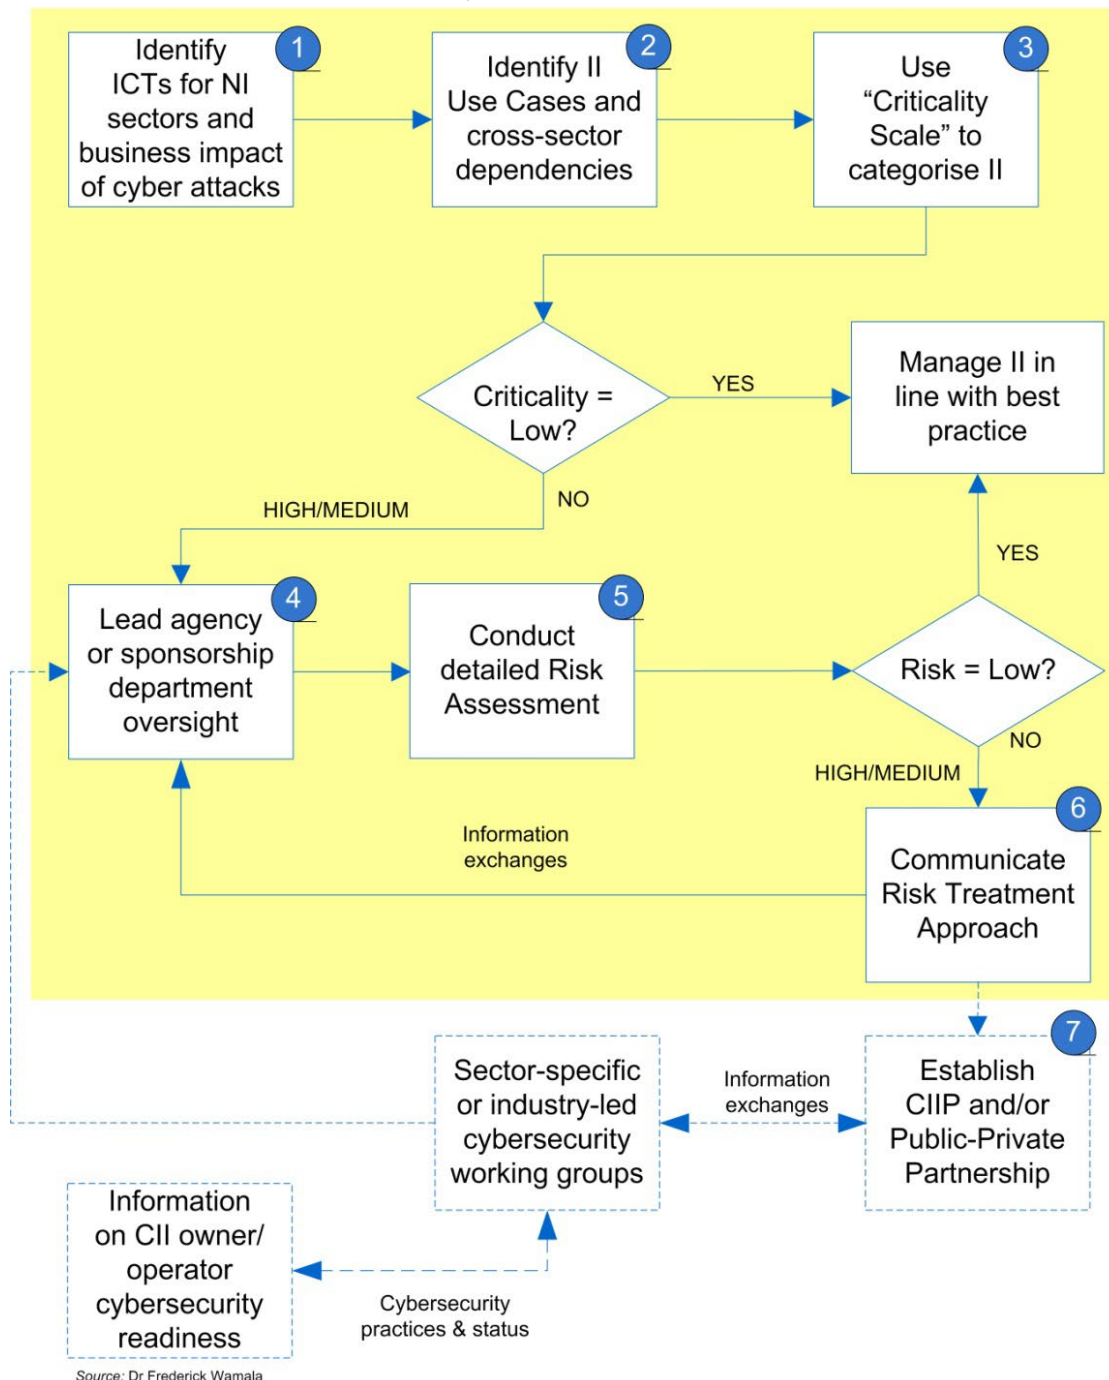 1
Identify
ICTs for NI
sectors and
business impact
of cyber attacks
2
Identify II
Use Cases and
cross-sector
dependencies
3
Use
“Criticality
Scale” to
categorise II
Criticality =
Low?
YES
Manage II in
line with best
practice
NO
HIGH/MEDIUM
YES
4
Lead agency
or sponsorship
department
oversight
5
Conduct
detailed Risk
Assessment
Risk = Low?
NO
HIGH/MEDIUM
6
Communicate
Risk Treatment
Approach
Information
exchanges
7
Establish
CIIP and/or
Public-Private
Partnership
Information
exchanges
Sector-specific
or industry-led
cybersecurity
working groups
Information
on CII owner/
operator
cybersecurity
readiness
Cybersecurity
practices & status
Source: Dr Frederick Wamala